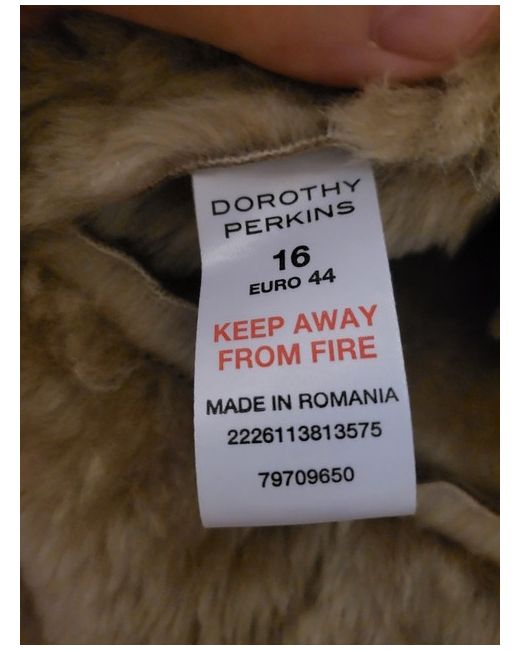 DOROTHY
PERKINS
16
EURO 44
KEEP AWAY
FROM FIRE
MADE IN ROMANIA
2226113813575
79709650